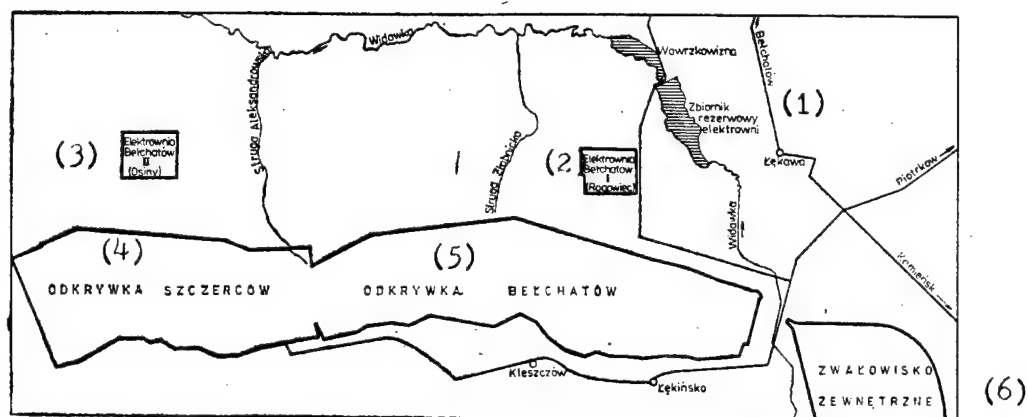 Widawka
Wawrzkowizna
Bełchatów
(1)
Struga Aleksandrowska
Zbiornik
rezerwowy
elektrowni
(3)
Elektrownia
Bełchatów
II
(Osiny)
Struga Żłobnicka
(2)
Elektrownia
Bełchatów
I
(Rogowiec)
Łękawa
Piotrków
Widawka
Kamieńsk
(4)
(5)
ODKRYWKA SZCZERCÓW
ODKRYWKA BEŁCHATÓW
Kleszczów
Łękińsko
ZWAŁOWISKO
ZEWNĘTRZNE
(6)